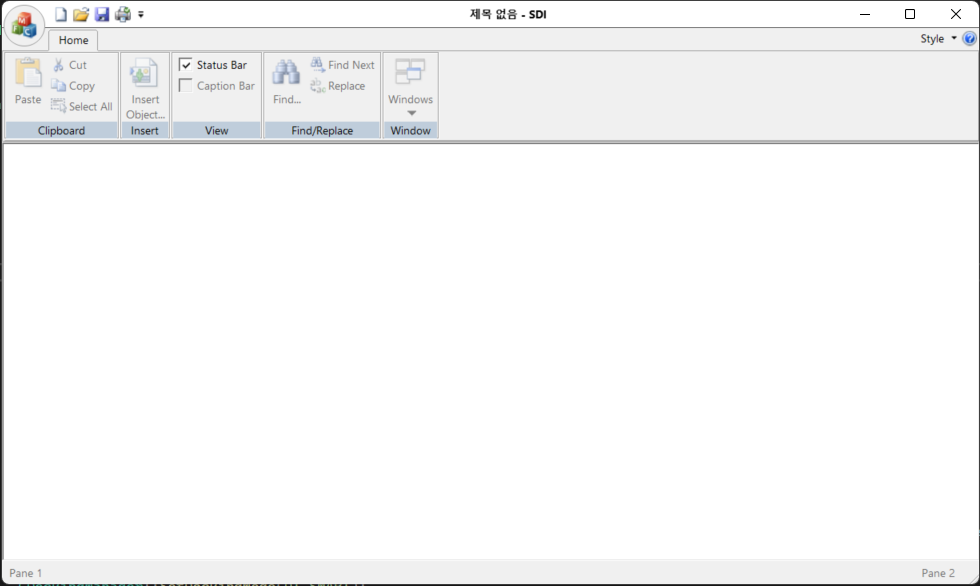 제목 없음 - SDI
Home
Style
Paste
Cut
Copy
Select All
Clipboard
Insert
Object...
Insert
Status Bar
Caption Bar
View
Find...
Find Next
Replace
Find/Replace
Windows
Window
Pane 1
Pane 2